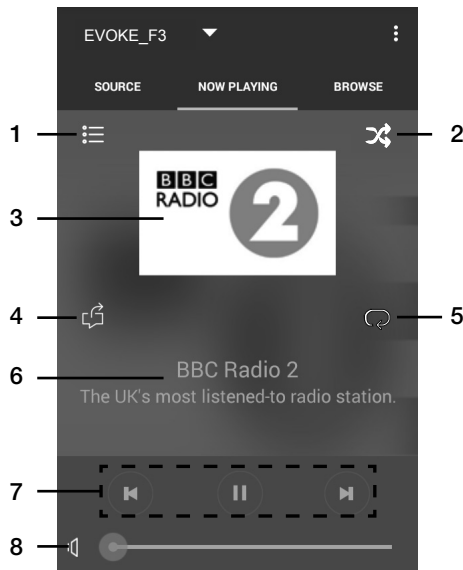 EVOKE_F3
SOURCE NOW PLAYING BROWSE
1 2
BBC
RADIO 2
3
4 5
6 BBC Radio 2
The UK's most listened-to radio station.
7
8